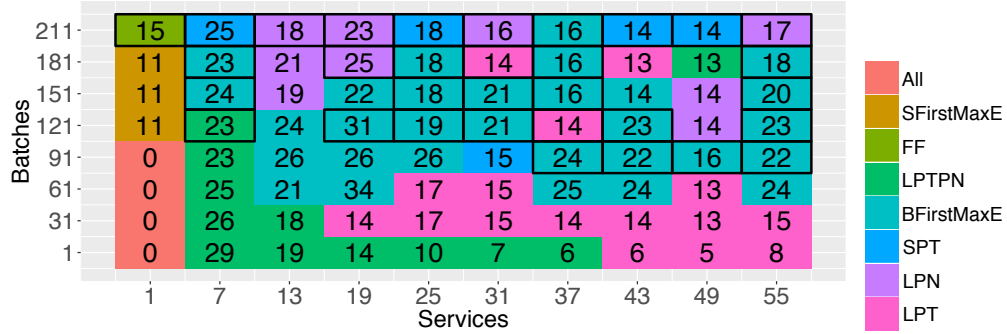 211 15 25 18 23 18 16 16 14 14 17
181 11 23 21 25 18 14 16 13 13 18
151 11 24 19 22 18 21 16 14 14 20
121 11 23 24 31 19 21 14 23 14 23
91 0 23 26 26 26 15 24 22 16 22
61 0 25 21 34 17 15 25 24 13 24
31 0 26 18 14 17 15 14 14 13 15
1 0 29 19 14 10 7 6 6 5 8
1 7 13 19 25 31 37 43 49 55
Services
Batches
All
SFirstMaxE
FF
LPTPN
BFirstMaxE
SPT
LPN
LPT